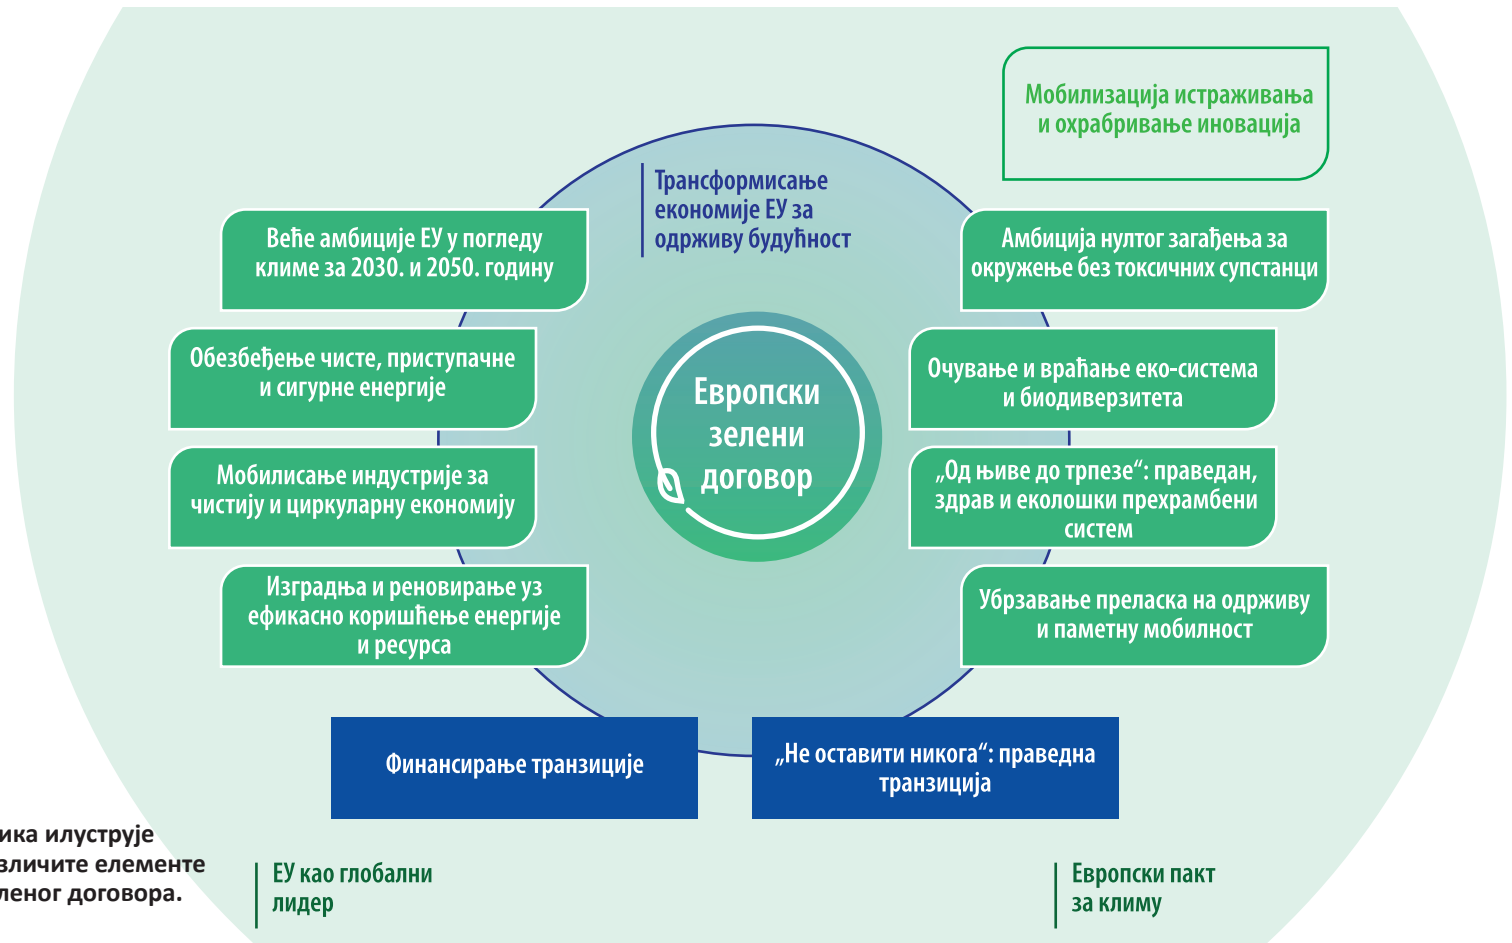 Мобилизација истраживања
и охрабривање иновација
Трансформисање
економије ЕУ за
одрживу будућност
Веће амбиције ЕУ у погледу
климе за 2030. и 2050. годину
Амбиција нултог загађења за
окружење без токсичних супстанци
Обезбеђење чисте, приступачне
и сигурне енергије
Очување и враћање еко-система
и биодиверзитета
Европски
зелени
договор
Мобилисање индустрије за
чистију и циркуларну економију
„Од њиве до трпезе“: праведан,
здрав и еколошки прехрамбени
систем
Изградња и реновирање уз
ефикасно коришћење енергије
и ресурса
Убрзавање преласка на одрживу
и паметну мобилност
Финансирање транзиције
„Не оставити никога“: праведна
транзиција
ика илуструје
зличите елементе
леног договора.
ЕУ као глобални
лидер
Европски пакт
за климу